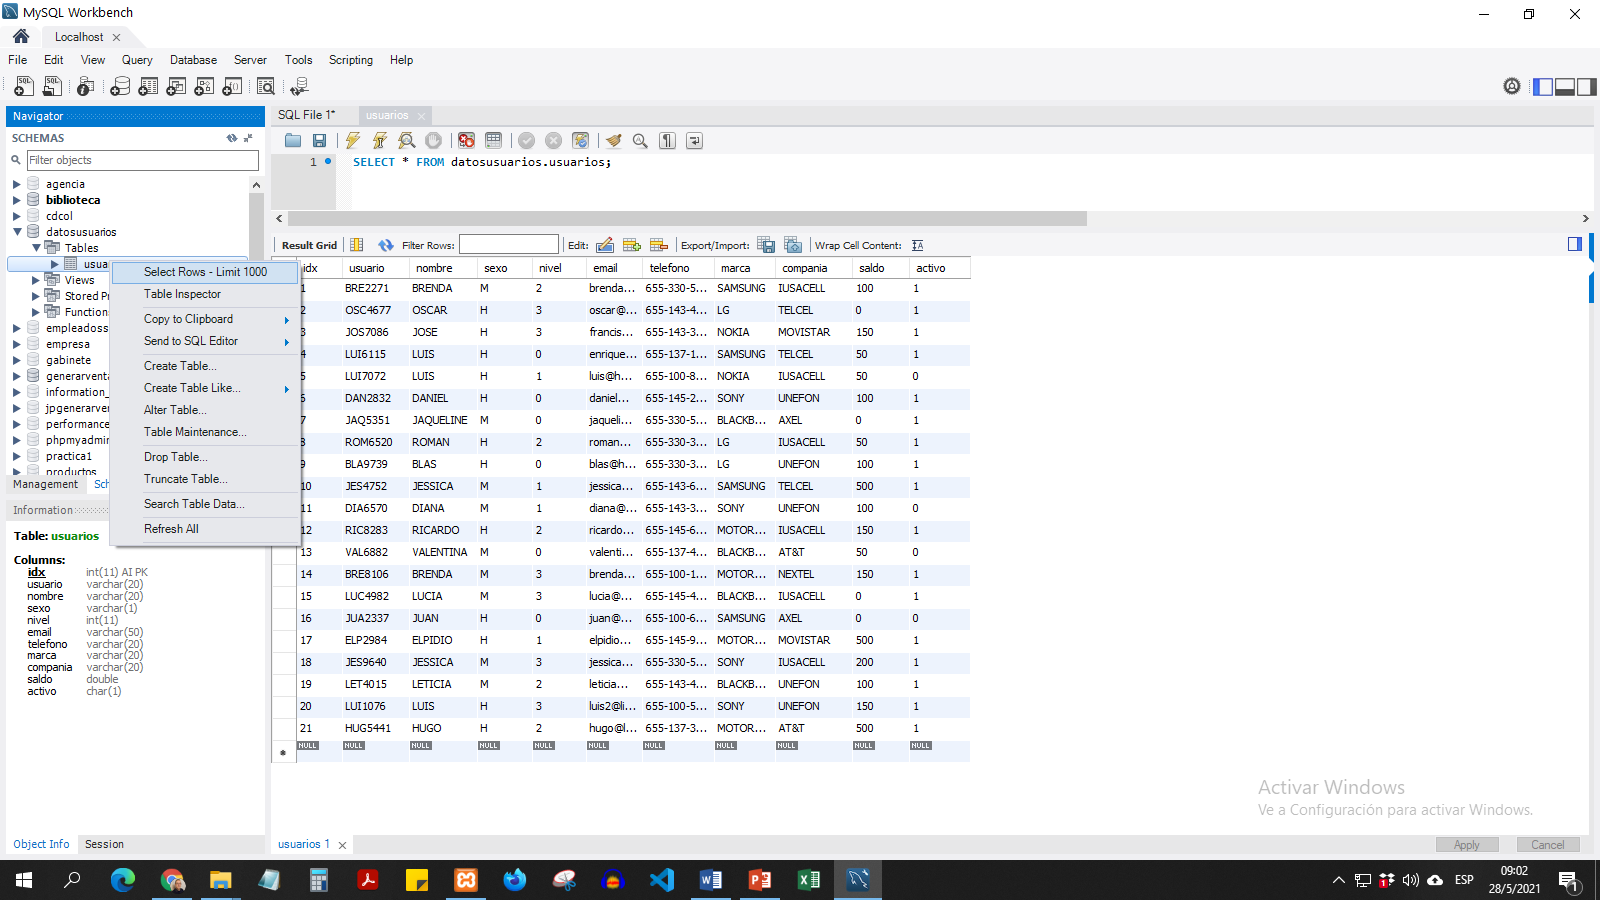 MySQL Workbench
Localhost
File Edit View Query Database Server Tools Scripting Help
Navigator
SCHEMAS
Filter objects
agencia
biblioteca
cdcol
datosusuarios
Tables
usuar
Views
Stored Pr
Function
empleadoss
empresa
gabinete
generarventa
information_
jpgenerarver
performance
phpmyadmin
practica1
productos
Management Sch
Information
Table: usuarios
Columns:
idx int(11) AI PK
usuario varchar(20)
nombre varchar(20)
sexo varchar(1)
nivel int(11)
email varchar(50)
telefono varchar(20)
marca varchar(20)
compania varchar(20)
saldo double
activo char(1)
Object Info Session
Select Rows - Limit 1000
Table Inspector
Copy to Clipboard
Send to SQL Editor
Create Table...
Create Table Like...
Alter Table...
Table Maintenance...
Drop Table...
Truncate Table...
Search Table Data...
Refresh All
SQL File 1* usuarios
1 SELECT * FROM datosusuarios.usuarios;
Result Grid Filter Rows: Edit: Export/Import: Wrap Cell Content:
idx usuario nombre sexo nivel email telefono marca compania saldo activo
1 BRE2271 BRENDA M 2 brenda... 655-330-5... SAMSUNG IUSACELL 100 1
2 OSC4677 OSCAR H 3 oscar@... 655-143-4... LG TELCEL 0 1
3 JOS7086 JOSE H 3 francis... 655-143-3... NOKIA MOVISTAR 150 1
4 LUI6115 LUIS H 0 enrique... 655-137-1... SAMSUNG TELCEL 50 1
5 LUI7072 LUIS H 1 luis@h... 655-100-8... NOKIA IUSACELL 50 0
6 DAN2832 DANIEL H 0 daniel... 655-145-2... SONY UNEFON 100 1
7 JAQ5351 JAQUELINE M 0 jaqueli... 655-330-5... BLACKB... AXEL 0 1
8 ROM6520 ROMAN H 2 roman... 655-330-3... LG IUSACELL 50 1
9 BLA9739 BLAS H 0 blas@h... 655-330-3... LG UNEFON 100 1
10 JES4752 JESSICA M 1 jessica... 655-143-6... SAMSUNG TELCEL 500 1
11 DIA6570 DIANA M 1 diana@... 655-143-3... SONY UNEFON 100 0
12 RIC8283 RICARDO H 2 ricardo... 655-145-6... MOTOR... IUSACELL 150 1
13 VAL6882 VALENTINA M 0 valenti... 655-137-4... BLACKB... AT&T 50 0
14 BRE8106 BRENDA M 3 brenda... 655-100-1... MOTOR... NEXTEL 150 1
15 LUC4982 LUCIA M 3 lucia@... 655-145-4... BLACKB... IUSACELL 0 1
16 JUA2337 JUAN H 0 juan@... 655-100-6... SAMSUNG AXEL 0 0
17 ELP2984 ELPIDIO H 1 elpidio... 655-145-9... MOTOR... MOVISTAR 500 1
18 JES9640 JESSICA M 3 jessica... 655-330-5... SONY IUSACELL 200 1
19 LET4015 LETICIA M 2 leticia... 655-143-4... BLACKB... UNEFON 100 1
20 LUI1076 LUIS H 3 luis2@li... 655-100-5... SONY UNEFON 150 1
21 HUG5441 HUGO H 2 hugo@l... 655-137-3... MOTOR... AT&T 500 1
NULL NULL NULL NULL NULL NULL NULL NULL NULL NULL NULL
Activar Windows
Ve a Configuración para activar Windows.
usuarios 1
Apply Cancel
ESP
09:02
28/5/2021
1